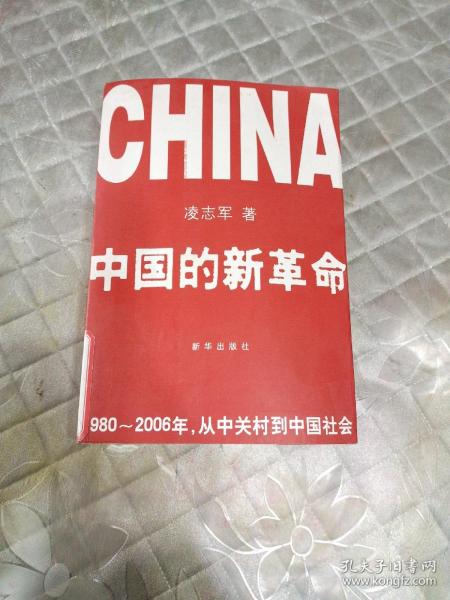 CHINA
凌志军 著
中国的新革命
新华出版社
980～2006年，从中关村到中国社会
孔夫子旧书网
www.kongfz.com